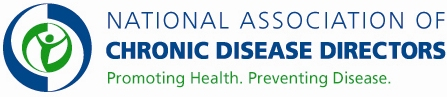 NATIONAL ASSOCIATION OF
CHRONIC DISEASE DIRECTORS
Promoting Health. Preventing Disease.